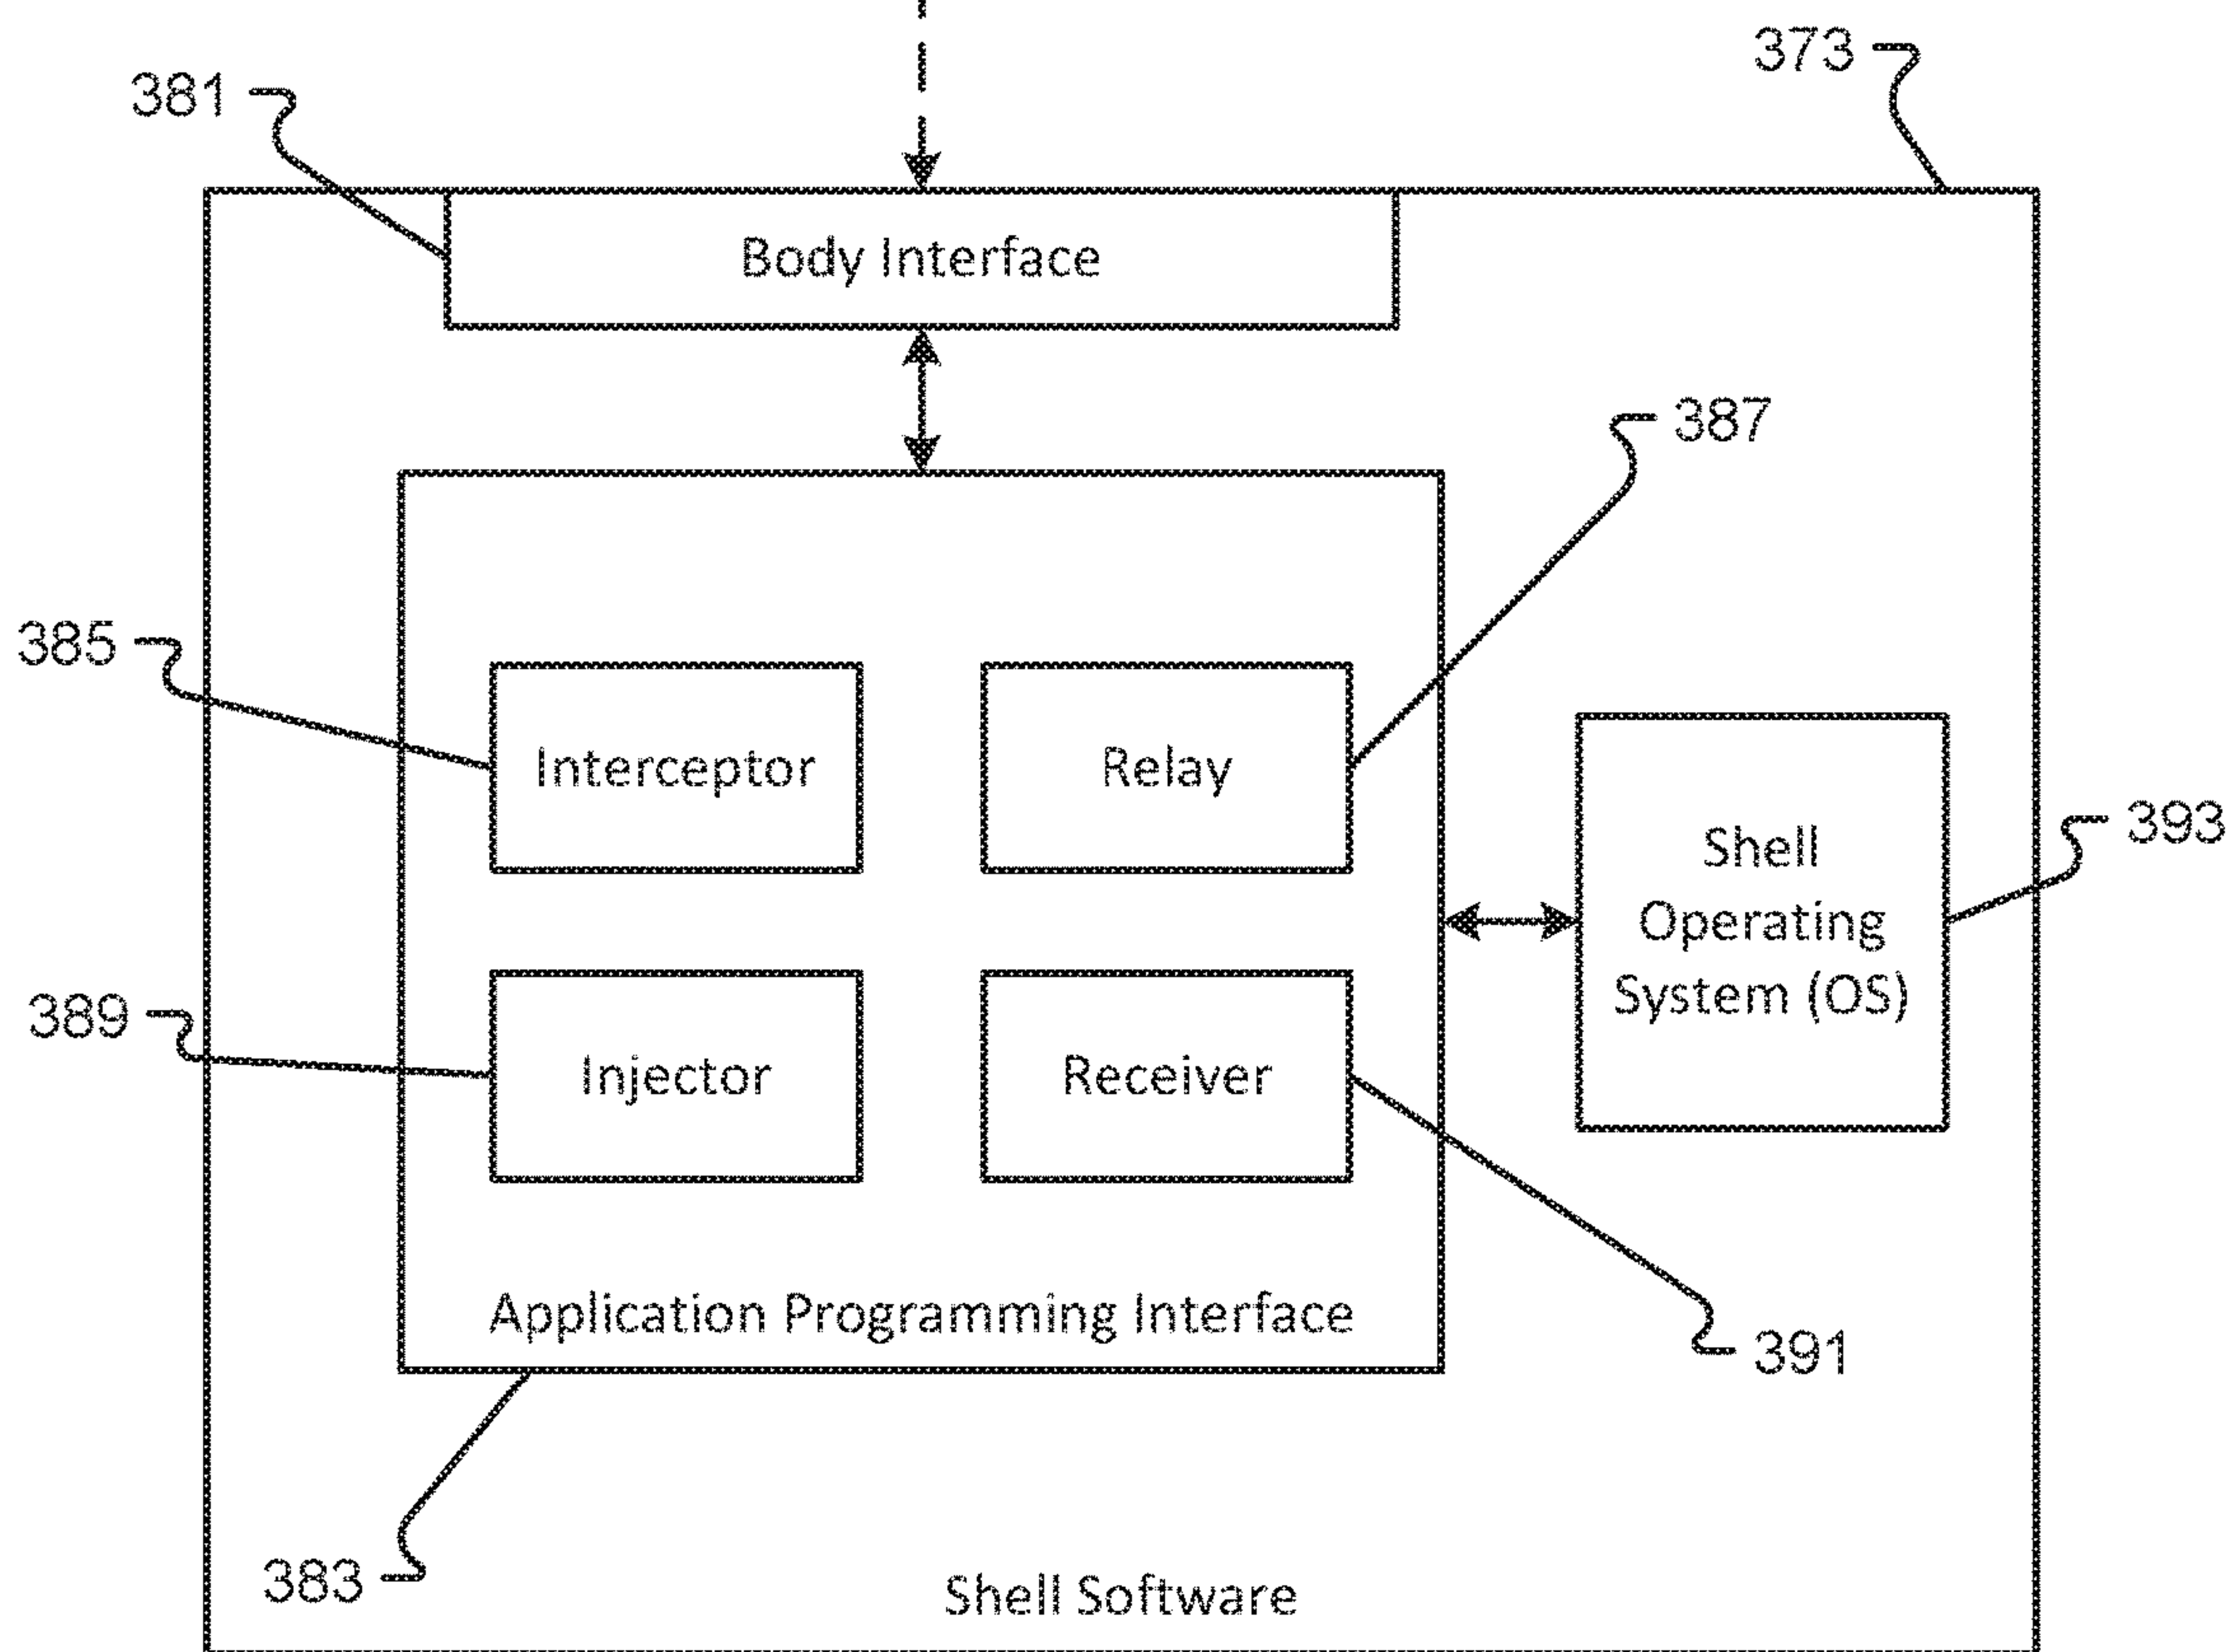 373
381
Body Interface
387
385
Interceptor
Relay
393
Shell
Operating
System (OS)
389
Injector
Receiver
Application Programming Interface
391
383
Shell Software